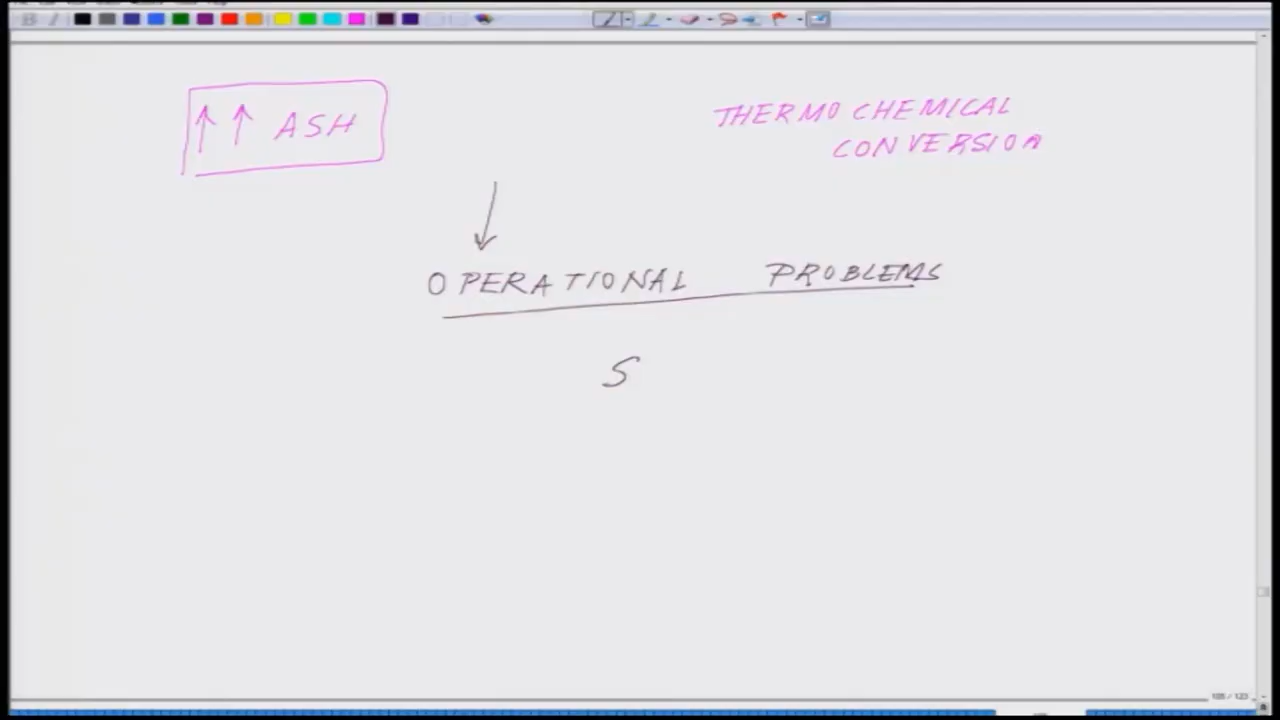 ↑ ↑ ASH
THERMO CHEMICAL
CONVERSION
OPERATIONAL PROBLEMS
S